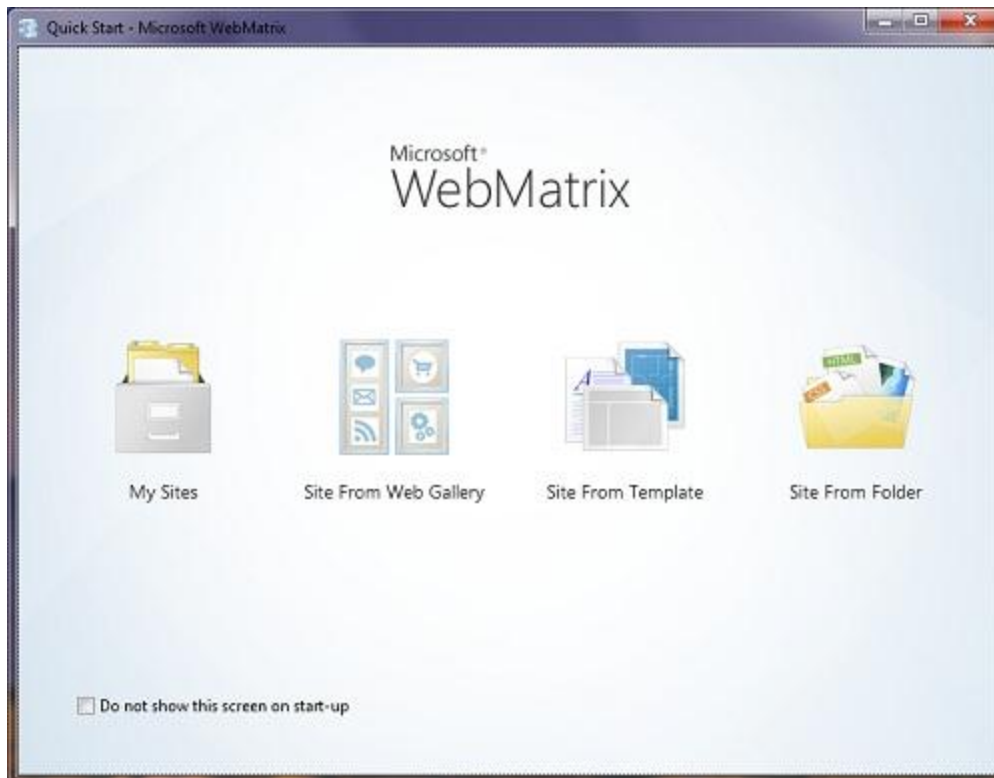 Quick Start - Microsoft WebMatrix
Microsoft®
WebMatrix
HTML
My Sites
Site From Web Gallery
Site From Template
Site From Folder
Do not show this screen on start-up